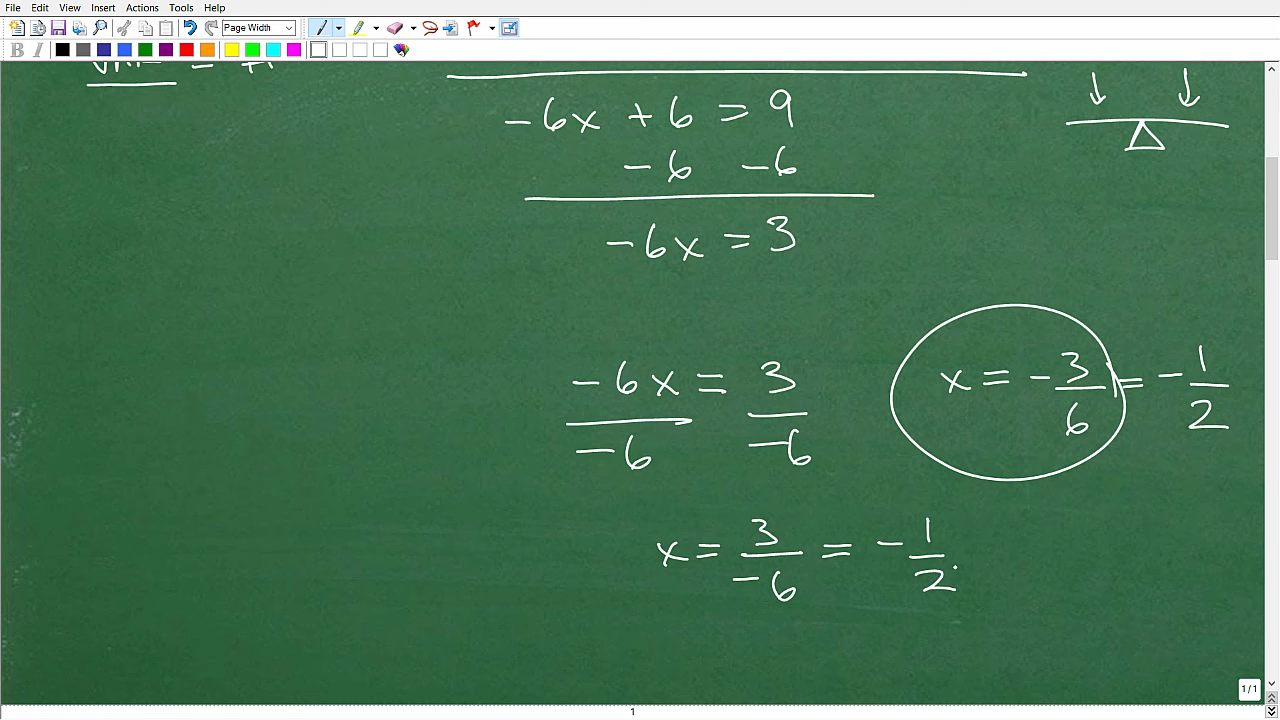 File Edit View Insert Actions Tools Help
Page Width
B I
-6x + 6 = 9
- 6 - 6
-6x = 3
-6x = 3
-6 -6
x = - 3/6 = - 1/2
x = 3/-6 = - 1/2
1/1
1